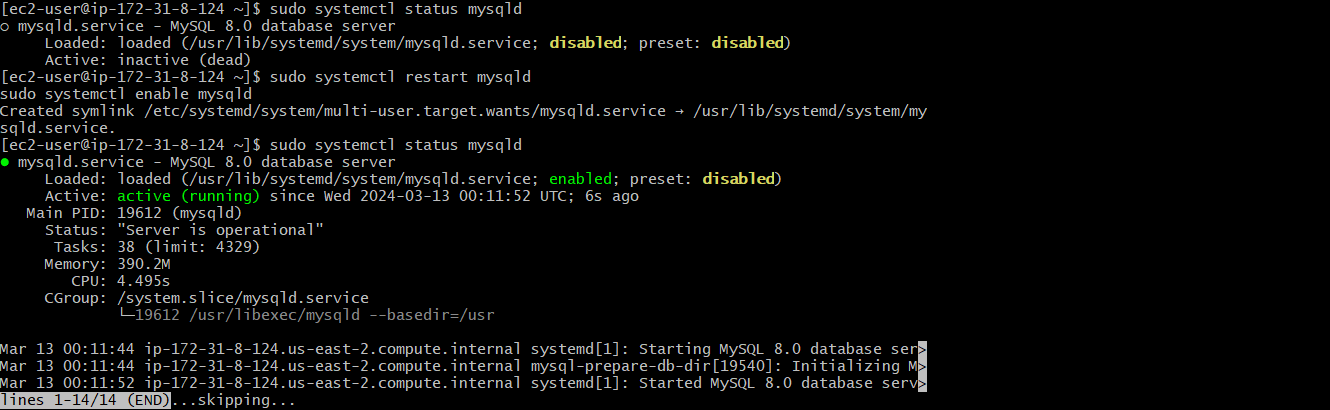 [ec2-user@ip-172-31-8-124 ~]$ sudo systemctl status mysqld
○ mysqld.service - MySQL 8.0 database server
     Loaded: loaded (/usr/lib/systemd/system/mysqld.service; disabled; preset: disabled)
     Active: inactive (dead)
[ec2-user@ip-172-31-8-124 ~]$ sudo systemctl restart mysqld
sudo systemctl enable mysqld
Created symlink /etc/systemd/system/multi-user.target.wants/mysqld.service → /usr/lib/systemd/system/my
sqld.service.
[ec2-user@ip-172-31-8-124 ~]$ sudo systemctl status mysqld
● mysqld.service - MySQL 8.0 database server
     Loaded: loaded (/usr/lib/systemd/system/mysqld.service; enabled; preset: disabled)
     Active: active (running) since Wed 2024-03-13 00:11:52 UTC; 6s ago
   Main PID: 19612 (mysqld)
     Status: "Server is operational"
      Tasks: 38 (limit: 4329)
     Memory: 390.2M
        CPU: 4.495s
     CGroup: /system.slice/mysqld.service
             └─19612 /usr/libexec/mysqld --basedir=/usr

Mar 13 00:11:44 ip-172-31-8-124.us-east-2.compute.internal systemd[1]: Starting MySQL 8.0 database ser>
Mar 13 00:11:44 ip-172-31-8-124.us-east-2.compute.internal mysql-prepare-db-dir[19540]: Initializing M>
Mar 13 00:11:52 ip-172-31-8-124.us-east-2.compute.internal systemd[1]: Started MySQL 8.0 database serv>
lines 1-14/14 (END)...skipping...